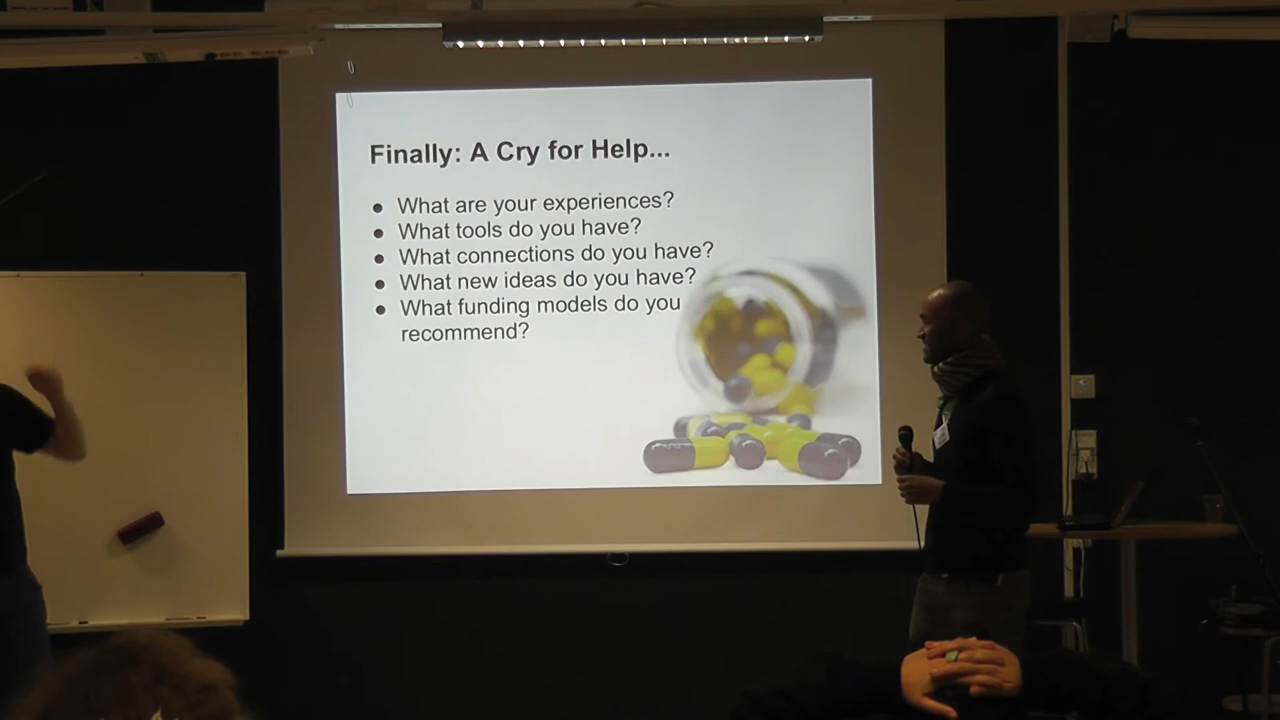 Finally: A Cry for Help...
● What are your experiences?
● What tools do you have?
● What connections do you have?
● What new ideas do you have?
● What funding models do you
recommend?